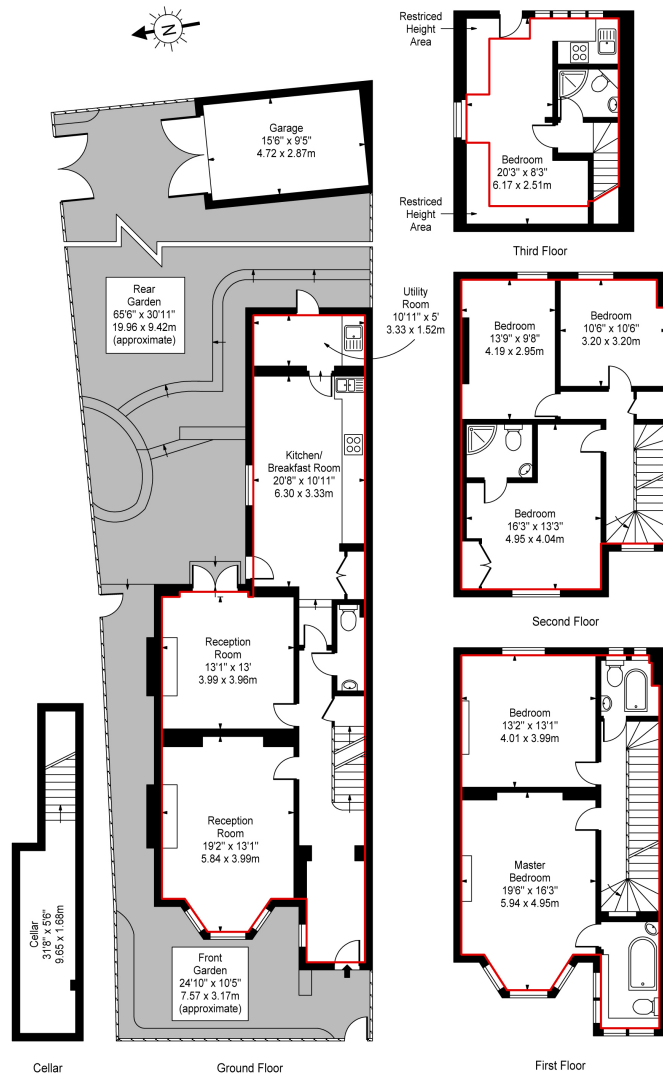 N
Garage
15'6" x 9'5"
4.72 x 2.87m
Rear
Garden
65'6" x 30'11"
19.96 x 9.42m
(approximate)
Utility
Room
10'11" x 5'
3.33 x 1.52m
Kitchen/
Breakfast Room
20'8" x 10'11"
6.30 x 3.33m
Reception
Room
13'1" x 13'
3.99 x 3.96m
Reception
Room
19'2" x 13'1"
5.84 x 3.99m
Front
Garden
24'10" x 10'5"
7.57 x 3.17m
(approximate)
Ground Floor
Cellar
31'8" x 5'6"
9.65 x 1.68m
Cellar
Restriced
Height
Area
Bedroom
20'3" x 8'3"
6.17 x 2.51m
Restriced
Height
Area
Third Floor
Bedroom
13'9" x 9'8"
4.19 x 2.95m
Bedroom
10'6" x 10'6"
3.20 x 3.20m
Bedroom
16'3" x 13'3"
4.95 x 4.04m
Second Floor
Bedroom
13'2" x 13'1"
4.01 x 3.99m
Master
Bedroom
19'6" x 16'3"
5.94 x 4.95m
First Floor